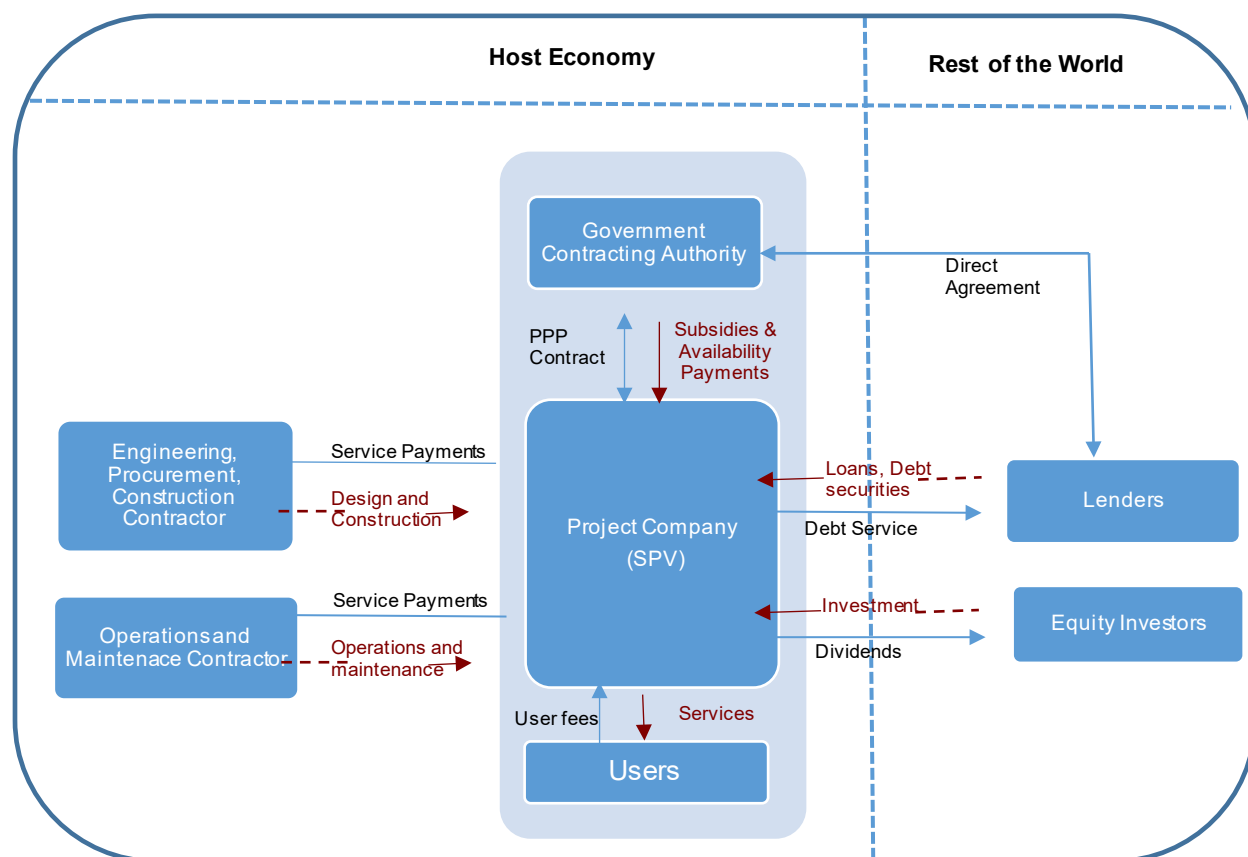 Host Economy
Rest of the World
Government
Contracting Authority
Direct
Agreement
PPP
Contract
Subsidies &
Availability
Payments
Engineering,
Procurement,
Construction
Contractor
Service Payments
Design and
Construction
Project Company
(SPV)
Loans, Debt
securities
Debt Service
Lenders
Operations and
Maintenace Contractor
Service Payments
Operations and
maintenance
Investment
Dividends
Equity Investors
User fees
Services
Users